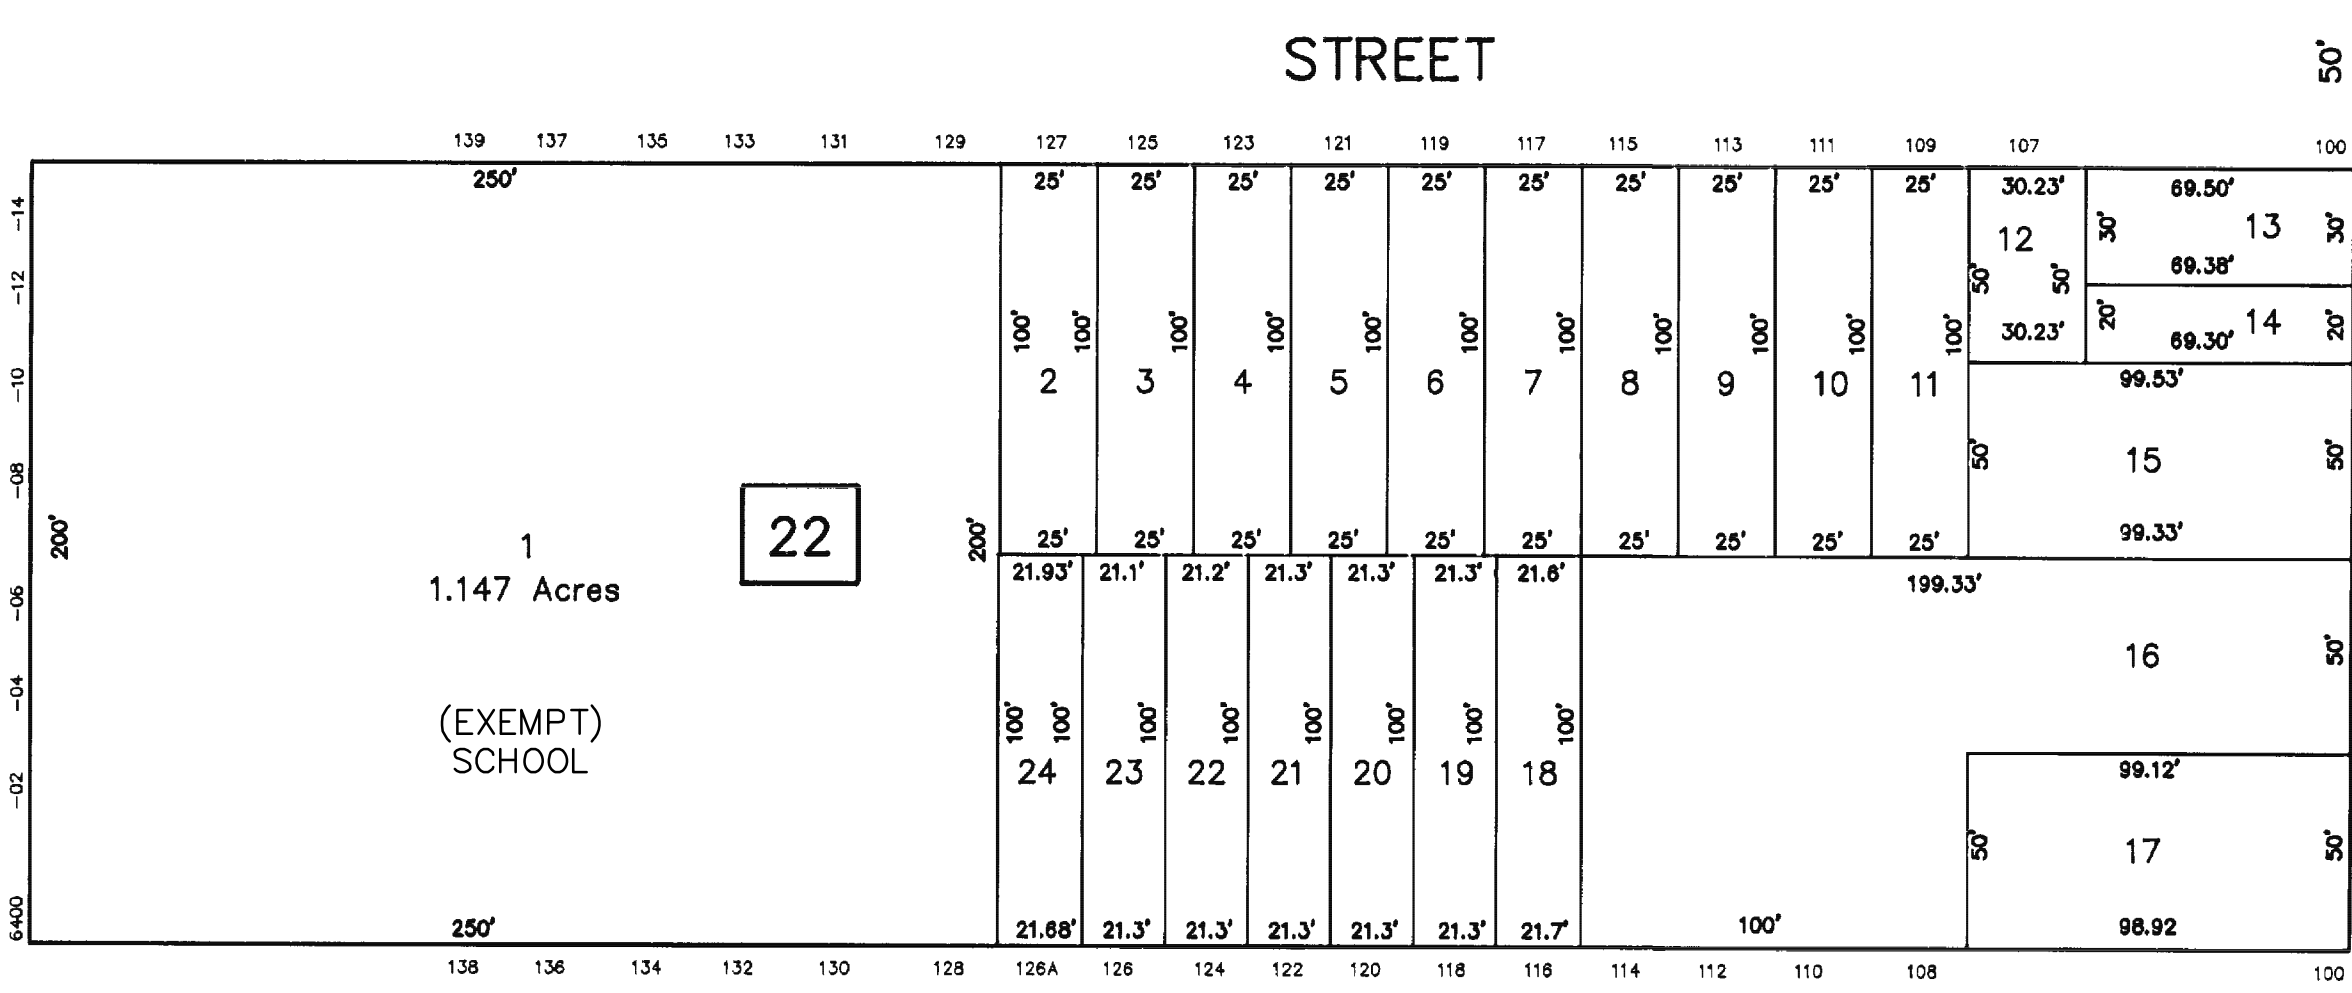 STREET 50'
139 137 135 133 131 129 127 125 123 121 119 117 115 113 111 109 107 100
250' 25' 25' 25' 25' 25' 25' 25' 25' 25' 25' 30.23' 69.50'
-14 12 30' 13 30'
-12 50' 50' 69.38'
100' 100' 100' 100' 100' 100' 100' 100' 100' 100' 100' 30.23' 20' 69.30' 14 20'
-10 2 3 4 5 6 7 8 9 10 11 99.53'
-08 50' 15 50'
200' 1 22 200' 25' 25' 25' 25' 25' 25' 25' 25' 25' 25' 99.33'
-06 1.147 Acres 21.93' 21.1' 21.2' 21.3' 21.3' 21.3' 21.6' 199.33'
16 50'
-04 (EXEMPT) 100' 100' 100' 100' 100' 100' 100' 100'
SCHOOL
-02 24 23 22 21 20 19 18 99.12'
50' 17 50'
6400 250' 21.68' 21.3' 21.3' 21.3' 21.3' 21.3' 21.7' 100' 98.92
138 136 134 132 130 128 126A 126 124 122 120 118 116 114 112 110 108 100